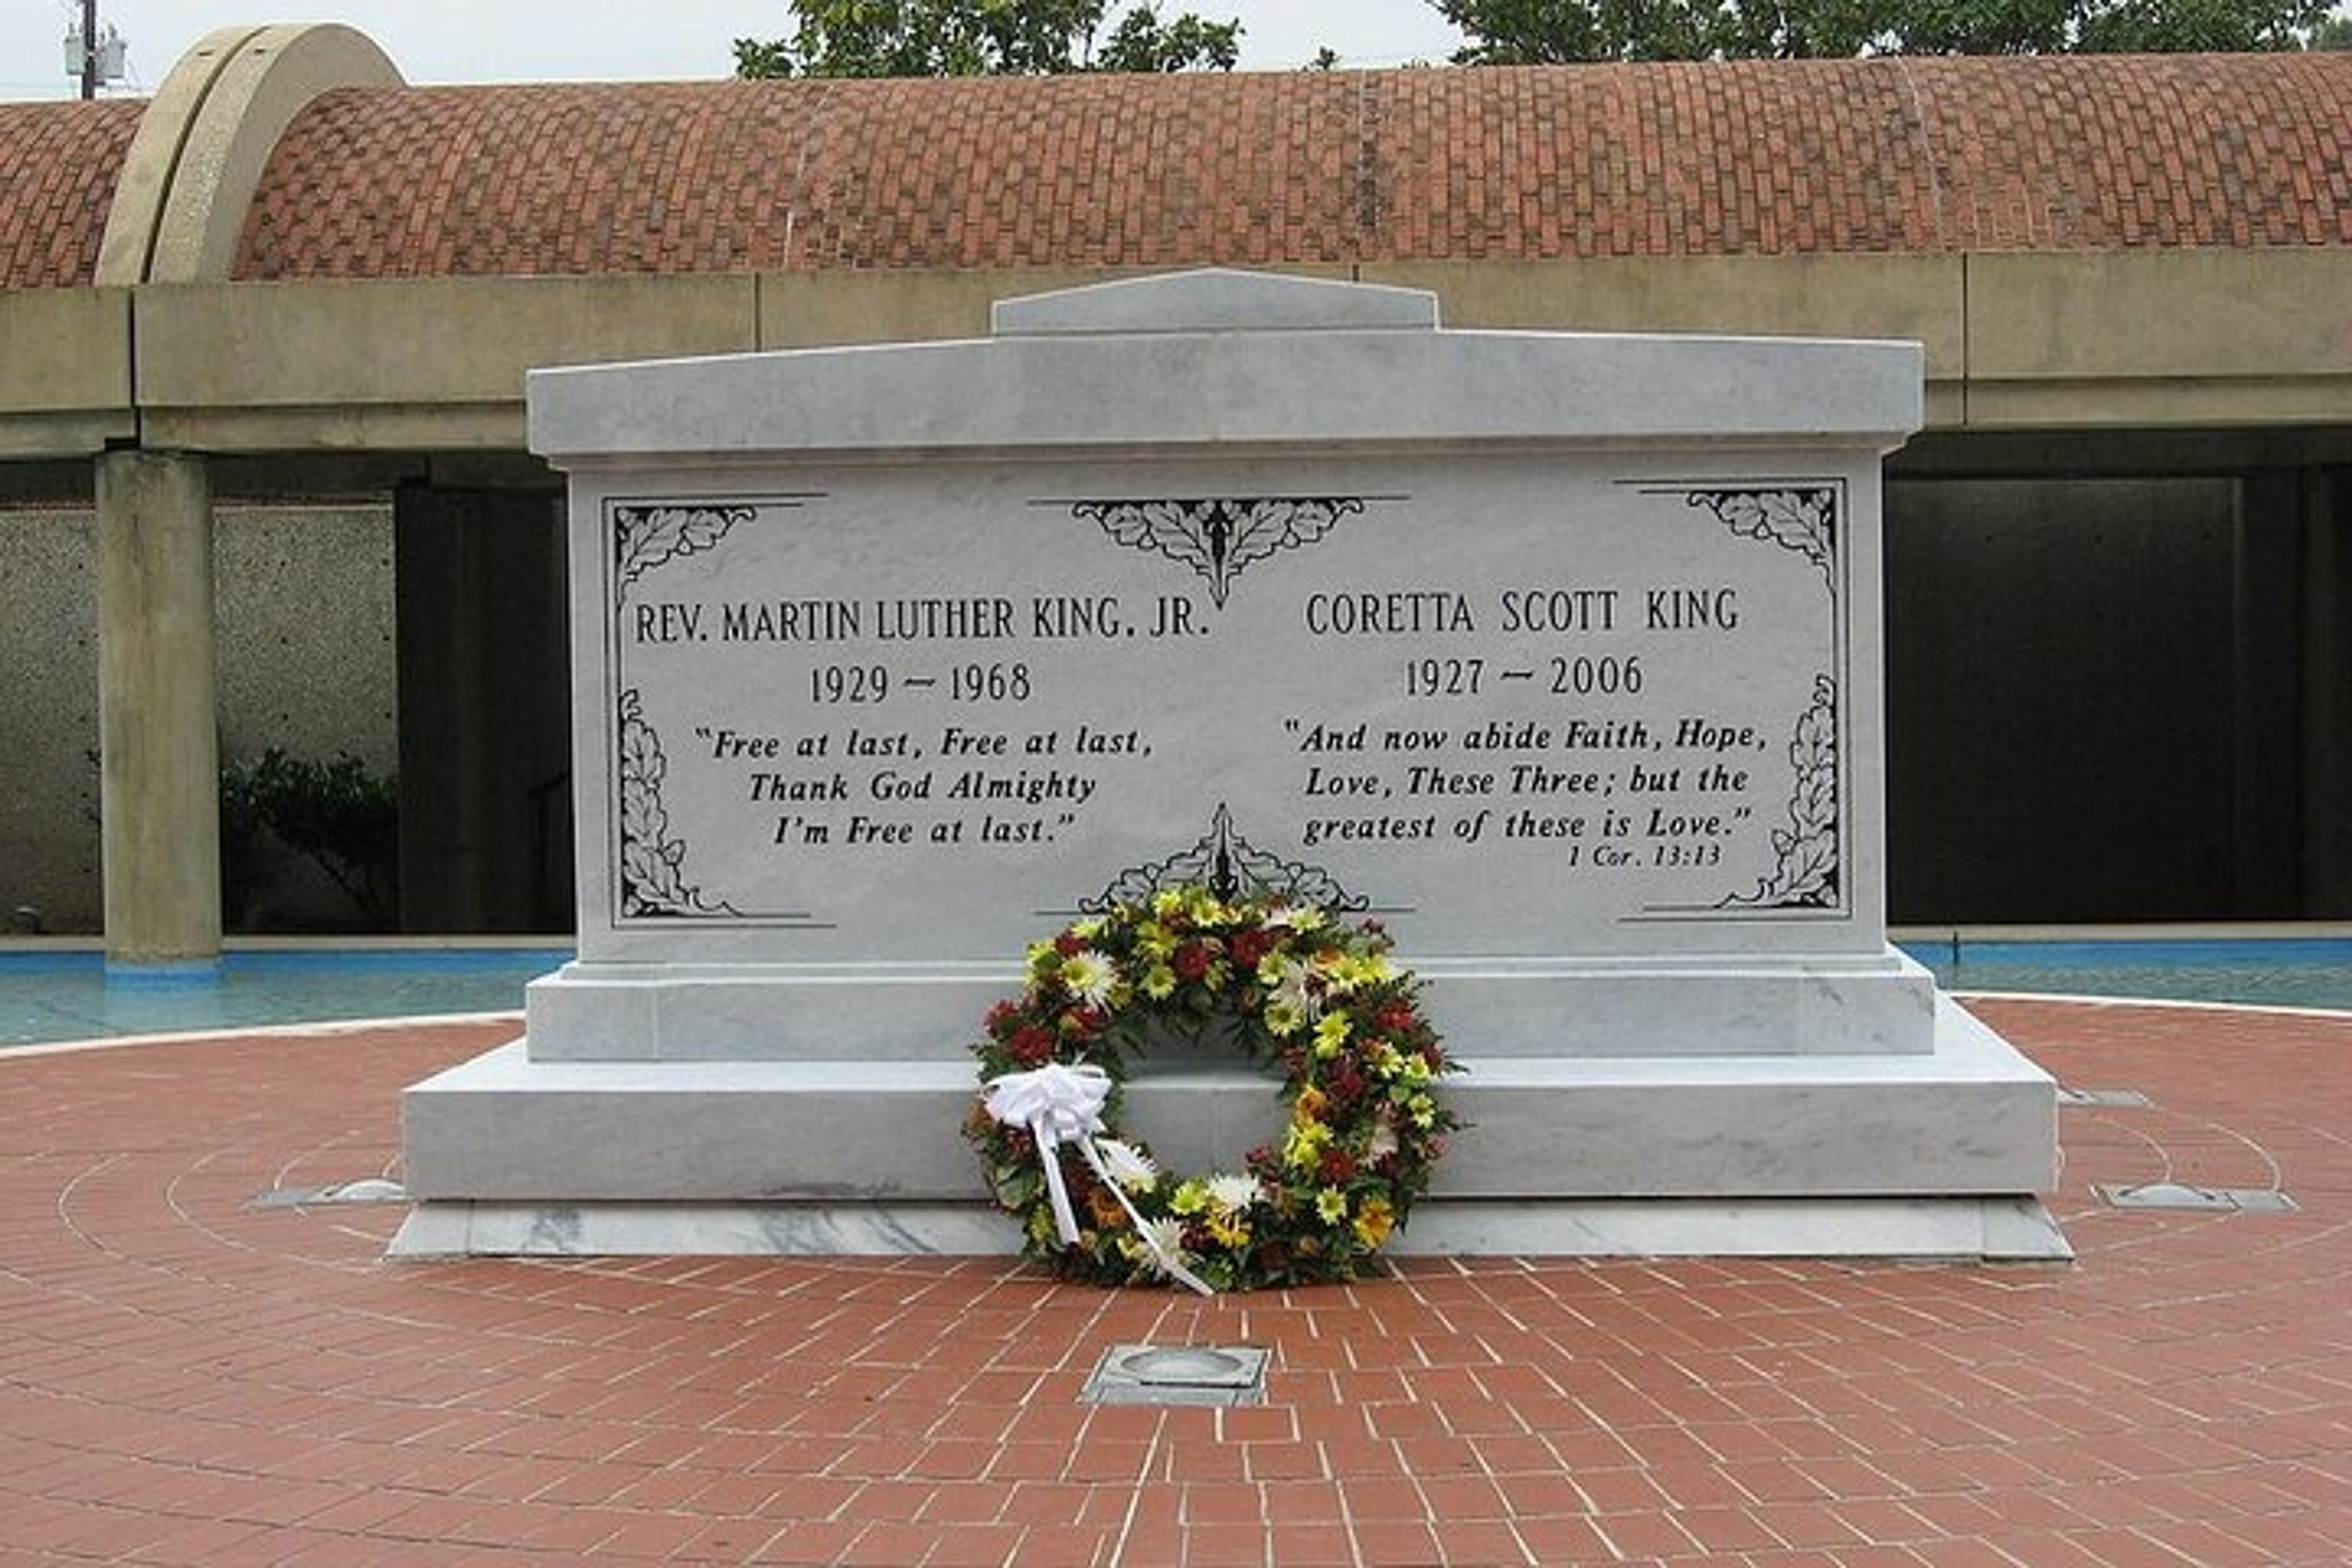 REV. MARTIN LUTHER KING, JR.
1929 ~ 1968
"Free at last, Free at last,
Thank God Almighty
I'm Free at last."
CORETTA SCOTT KING
1927 ~ 2006
"And now abide Faith, Hope,
Love, These Three; but the
greatest of these is Love."
1 Cor. 13:13